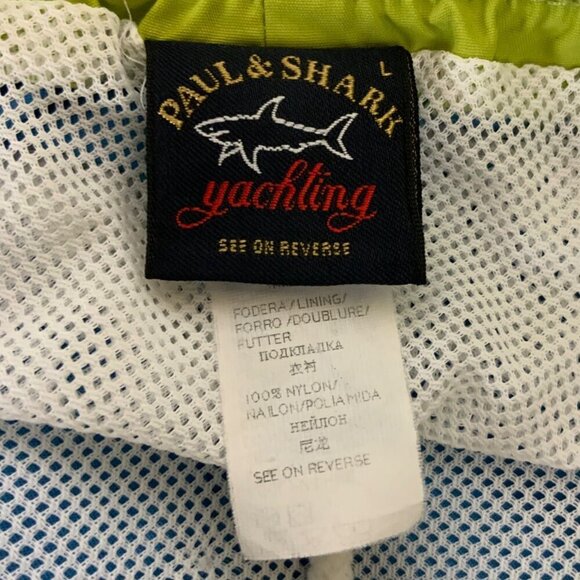 L
PAUL & SHARK
yachting
SEE ON REVERSE
FODERA/LINING/
FORRO/DOUBLURE/
FUTTER
ПОДКЛАДКА
衣衬
100% NYLON/
NAILON/POLIAMIDA
НЕЙЛОН
尼龙
SEE ON REVERSE